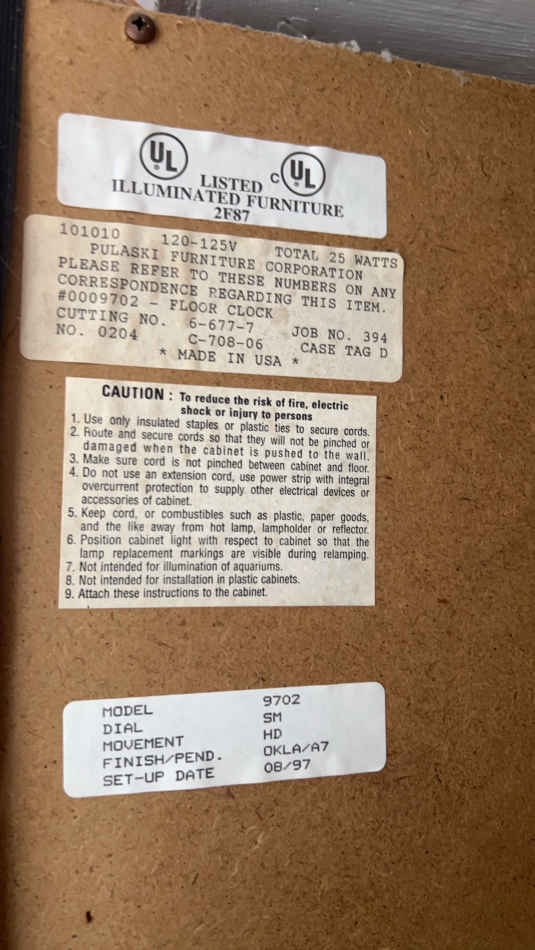 UL
C UL
LISTED
ILLUMINATED FURNITURE
2F87
101010 120-125V TOTAL 25 WATTS
PULASKI FURNITURE CORPORATION
PLEASE REFER TO THESE NUMBERS ON ANY
CORRESPONDENCE REGARDING THIS ITEM.
#0009702 - FLOOR CLOCK
CUTTING NO. 6-677-7 JOB NO. 394
NO. 0204 C-708-06 CASE TAG D
* MADE IN USA *
CAUTION : To reduce the risk of fire, electric
shock or injury to persons
1. Use only insulated staples or plastic ties to secure cords.
2. Route and secure cords so that they will not be pinched or
damaged when the cabinet is pushed to the wall.
3. Make sure cord is not pinched between cabinet and floor.
4. Do not use an extension cord, use power strip with integral
overcurrent protection to supply other electrical devices or
accessories of cabinet.
5. Keep cord, or combustibles such as plastic, paper goods,
and the like away from hot lamp, lampholder or reflector.
6. Position cabinet light with respect to cabinet so that the
lamp replacement markings are visible during relamping.
7. Not intended for illumination of aquariums.
8. Not intended for installation in plastic cabinets.
9. Attach these instructions to the cabinet.
MODEL 9702
DIAL SM
MOVEMENT HD
FINISH/PEND. OKLA/A7
SET-UP DATE 08/97